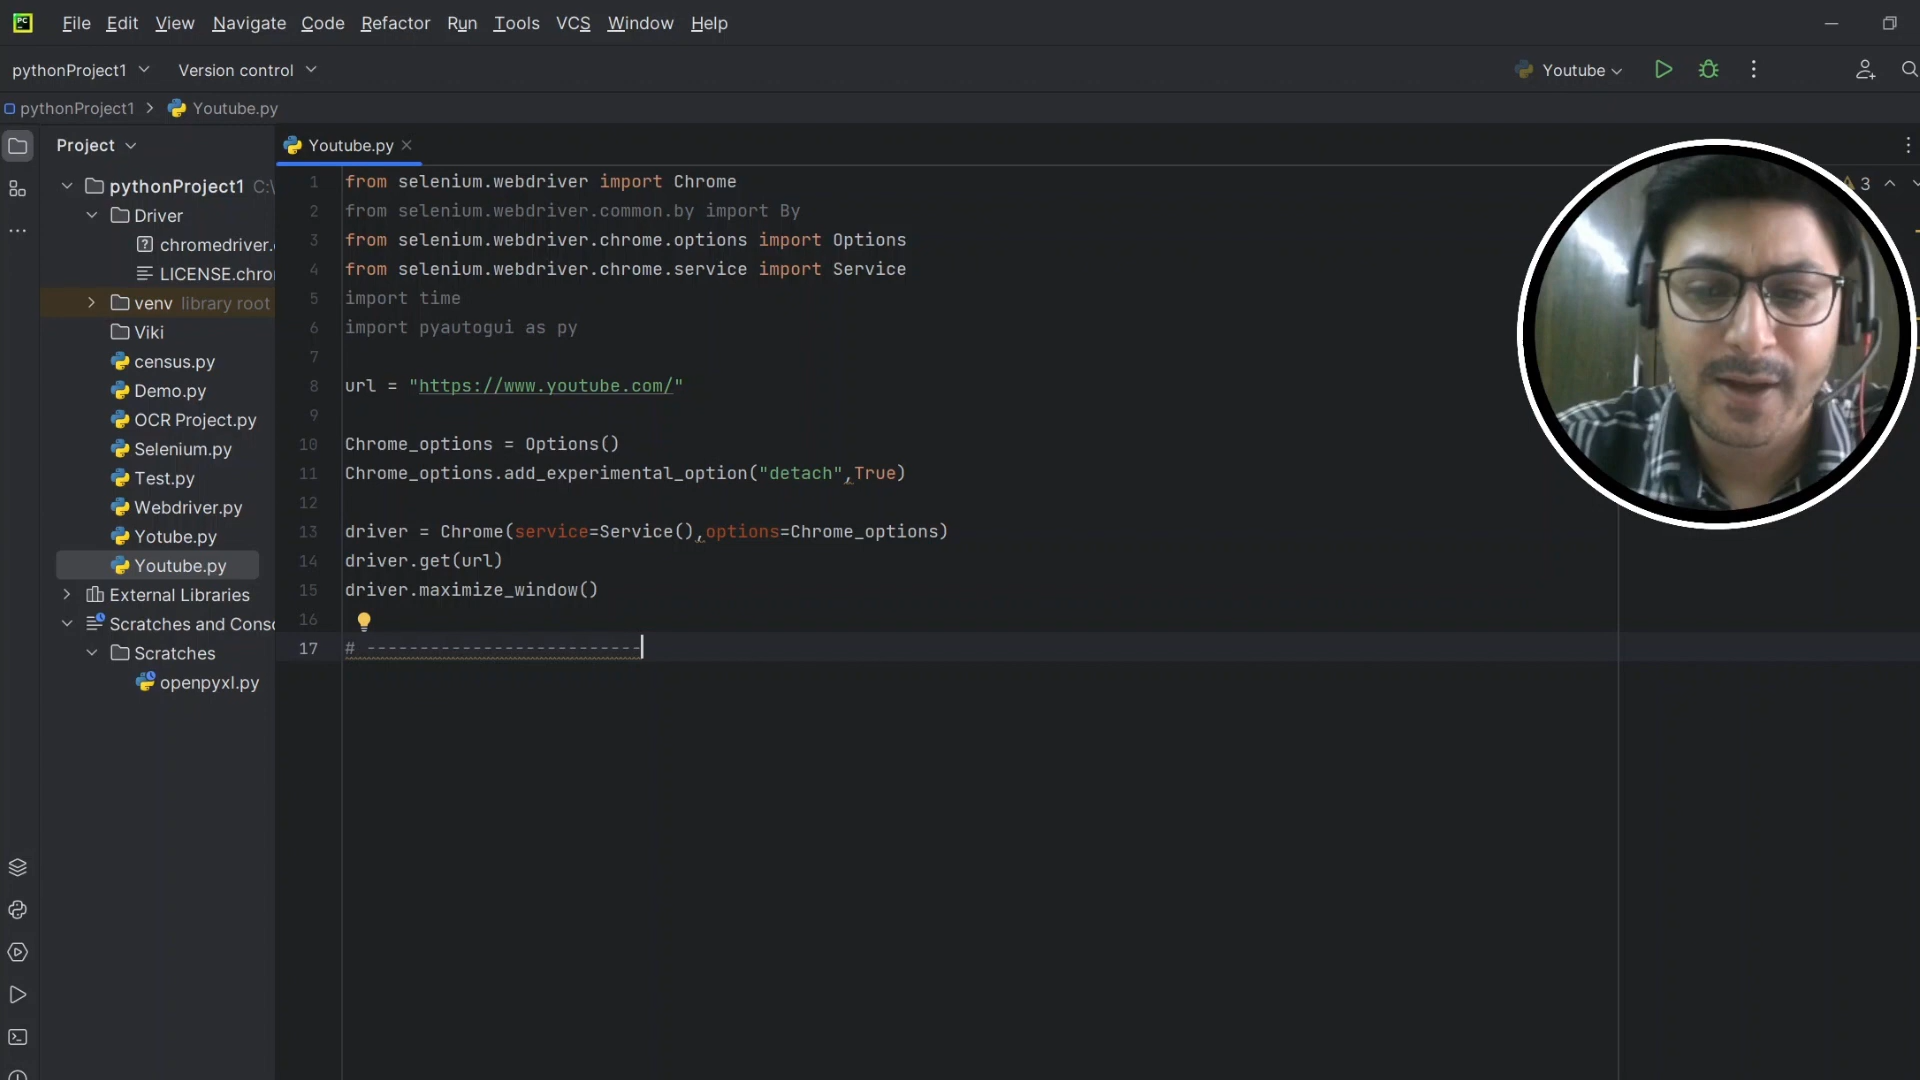 PC File Edit View Navigate Code Refactor Run Tools VCS Window Help
pythonProject1 Version control Youtube
pythonProject1 Youtube.py
Project
pythonProject1 C:\
Driver
chromedriver.
LICENSE.chro
venv library root
Viki
census.py
Demo.py
OCR Project.py
Selenium.py
Test.py
Webdriver.py
Yotube.py
Youtube.py
External Libraries
Scratches and Conso
Scratches
openpyxl.py
Youtube.py
3
1 from selenium.webdriver import Chrome
2 from selenium.webdriver.common.by import By
3 from selenium.webdriver.chrome.options import Options
4 from selenium.webdriver.chrome.service import Service
5 import time
6 import pyautogui as py
7
8 url = "https://www.youtube.com/"
9
10 Chrome_options = Options()
11 Chrome_options.add_experimental_option("detach",True)
12
13 driver = Chrome(service=Service(),options=Chrome_options)
14 driver.get(url)
15 driver.maximize_window()
16
17 # --------------------------